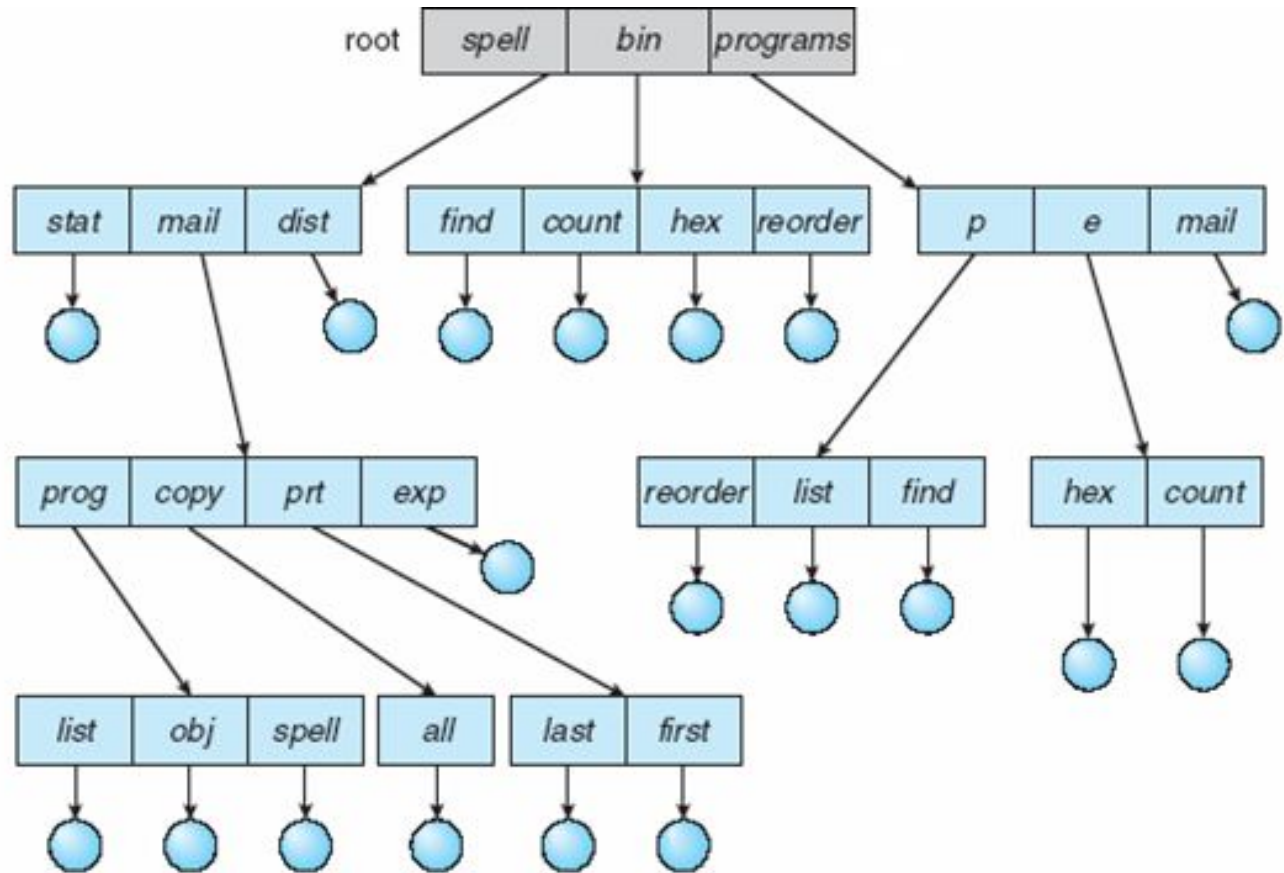 root spell bin programs
stat mail dist find count hex reorder p e mail
prog copy prt exp reorder list find hex count
list obj spell all last first